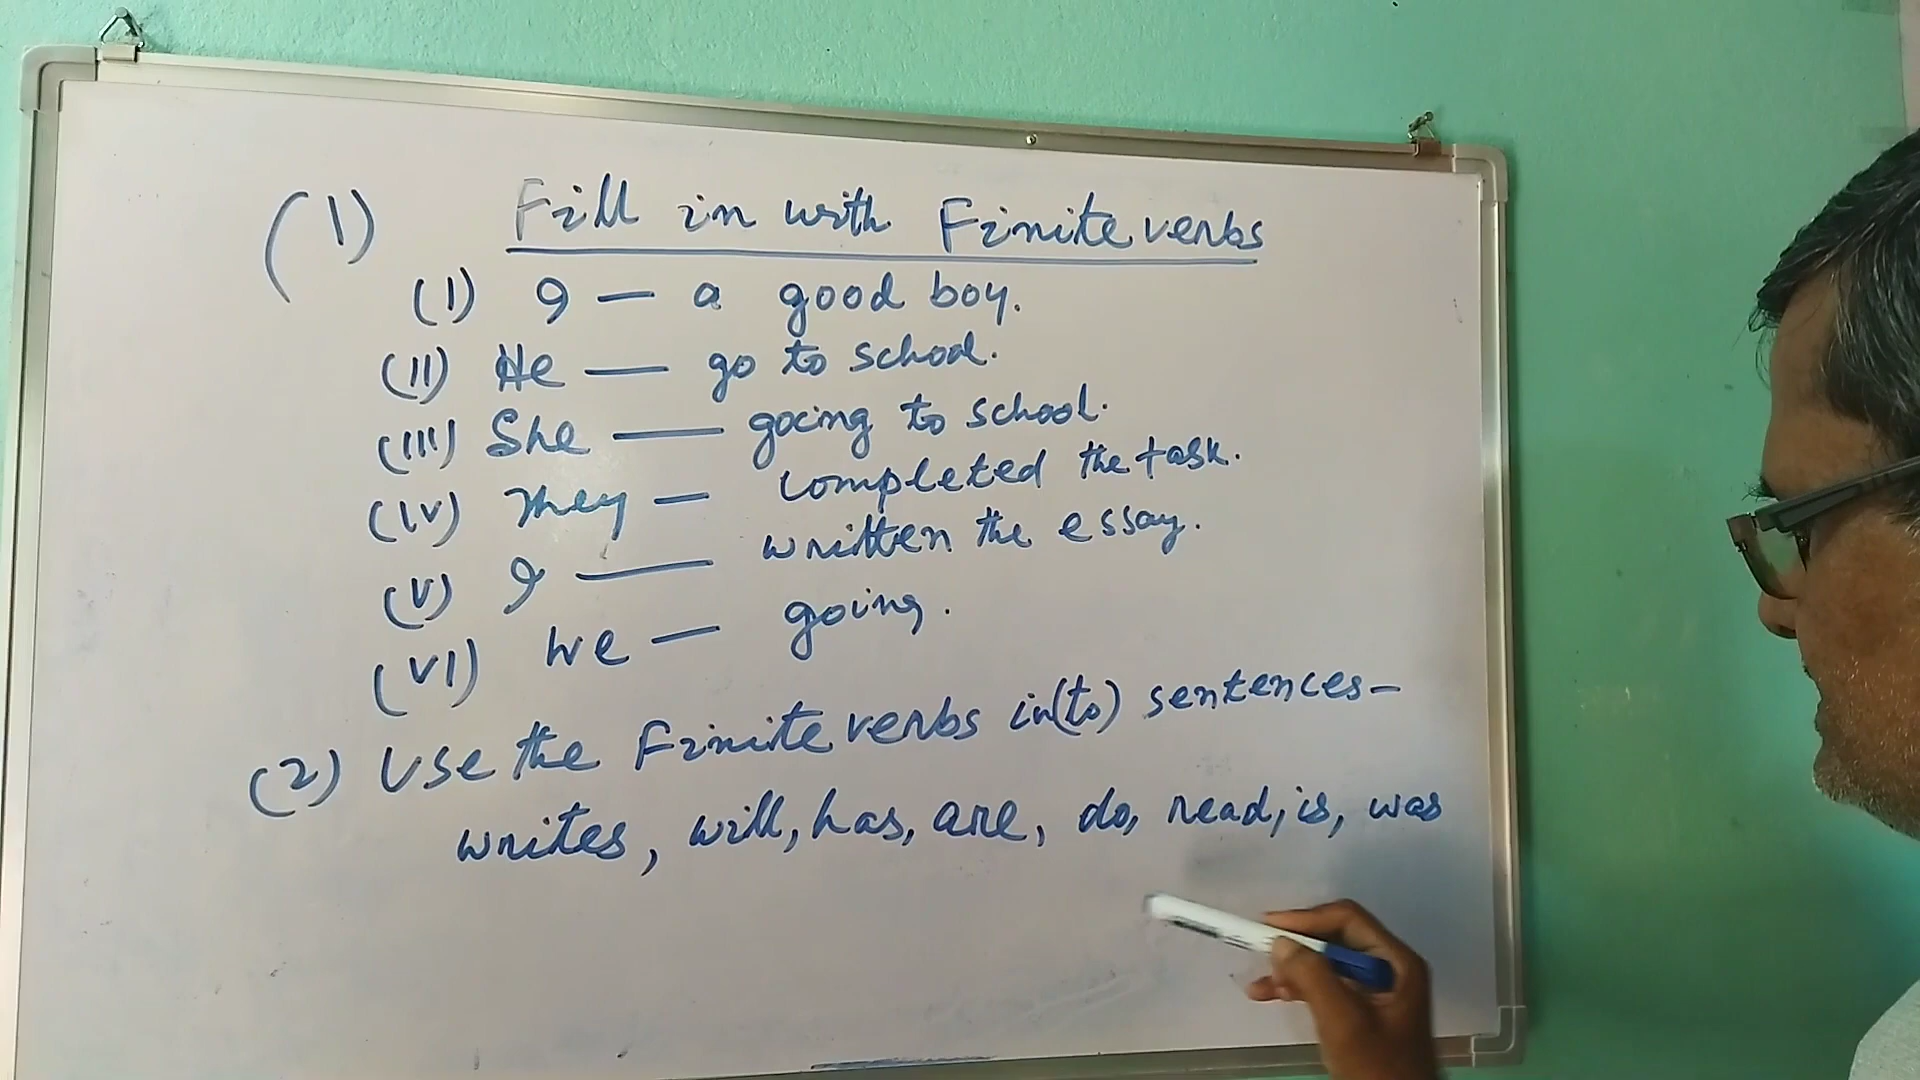 (1) Fill in with Finite verbs
(I) I — a good boy.
(II) He — go to school.
(III) She — going to school.
(IV) They — completed the task.
(V) I — written the essay.
(VI) We — going.
(2) Use the Finite verbs in(to) sentences-
writes, will, has, are, do, read, is, was